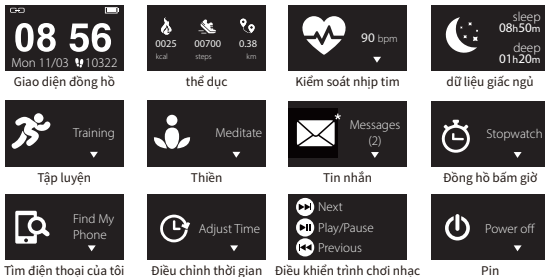 08 56
Mon 11/03 10322
Giao diện đồng hồ
0025 00700 0.38
kcal steps km
thể dục
90 bpm
Kiểm soát nhịp tim
sleep
08h50m
deep
01h20m
dữ liệu giấc ngủ
Training
Tập luyện
Meditate
Thiền
Messages
(2)
Tin nhắn
Stopwatch
Đồng hồ bấm giờ
Find My
Phone
Tìm điện thoại của tôi
Adjust Time
Điều chỉnh thời gian
Next
Play/Pause
Previous
Điều khiển trình chơi nhạc
Power off
Pin